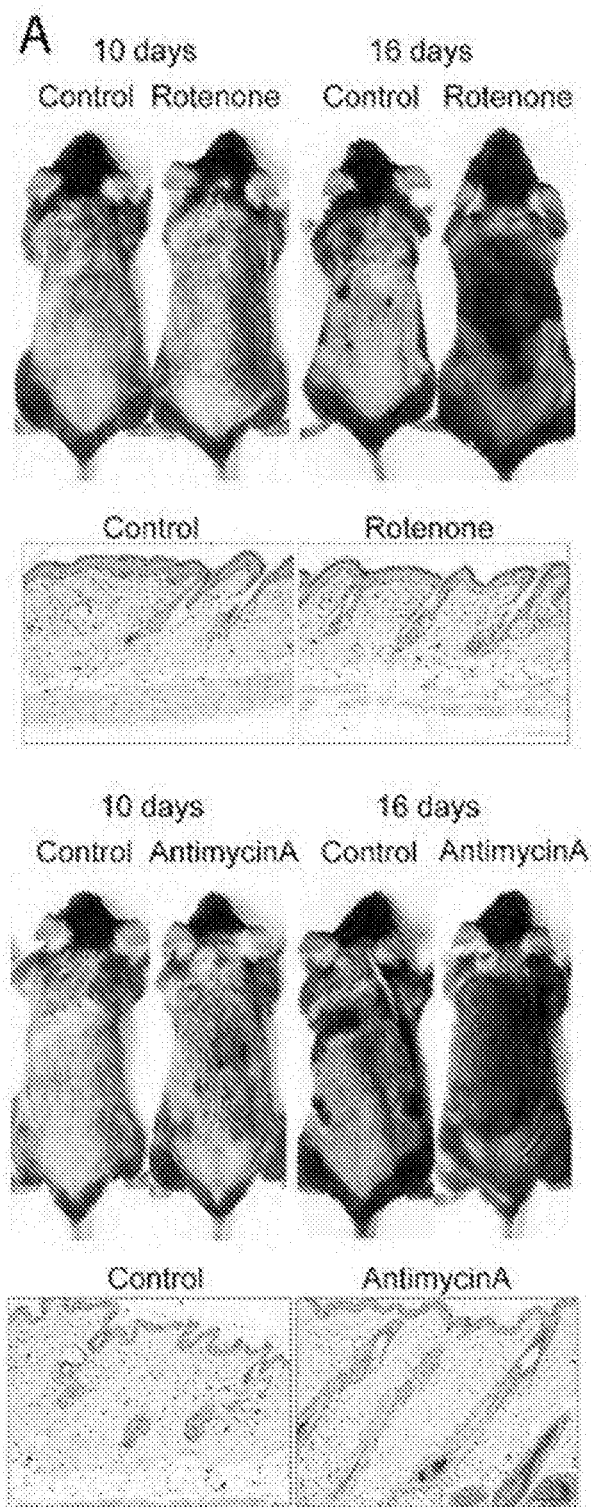 A
10 days 16 days
Control Rotenone Control Rotenone
Control Rotenone
10 days 16 days
Control AntimycinA Control AntimycinA
Control AntimycinA